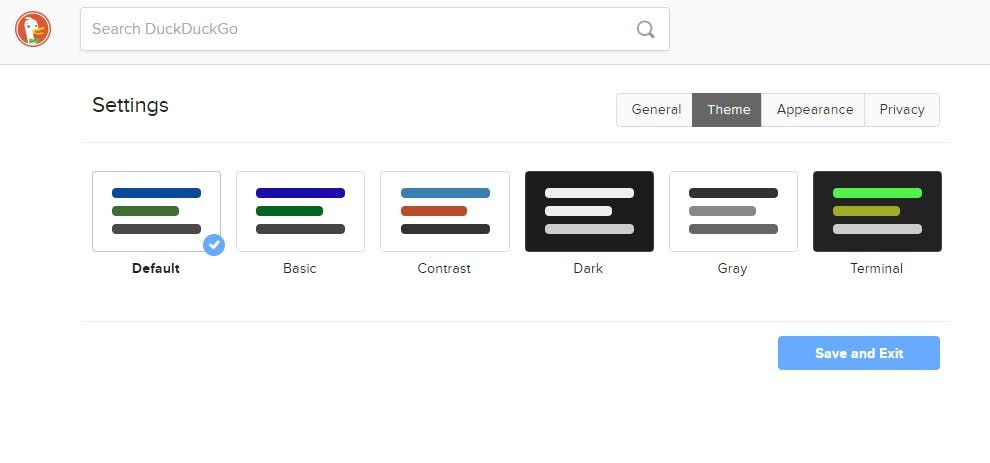 Search DuckDuckGo
Settings
General Theme Appearance Privacy
Default Basic Contrast Dark Gray Terminal
Save and Exit